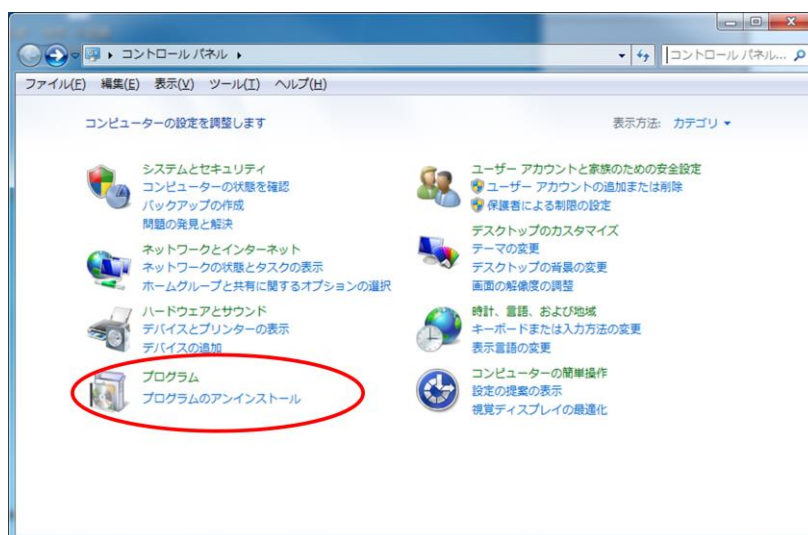 コントロール パネル
コントロール パネル...
ファイル(F) 編集(E) 表示(V) ツール(T) ヘルプ(H)
コンピューターの設定を調整します
表示方法: カテゴリ
システムとセキュリティ
コンピューターの状態を確認
バックアップの作成
問題の発見と解決
ネットワークとインターネット
ネットワークの状態とタスクの表示
ホームグループと共有に関するオプションの選択
ハードウェアとサウンド
デバイスとプリンターの表示
デバイスの追加
プログラム
プログラムのアンインストール
ユーザー アカウントと家族のための安全設定
ユーザー アカウントの追加または削除
保護者による制限の設定
デスクトップのカスタマイズ
テーマの変更
デスクトップの背景の変更
画面の解像度の調整
時計、言語、および地域
キーボードまたは入力方法の変更
表示言語の変更
コンピューターの簡単操作
設定の提案の表示
視覚ディスプレイの最適化